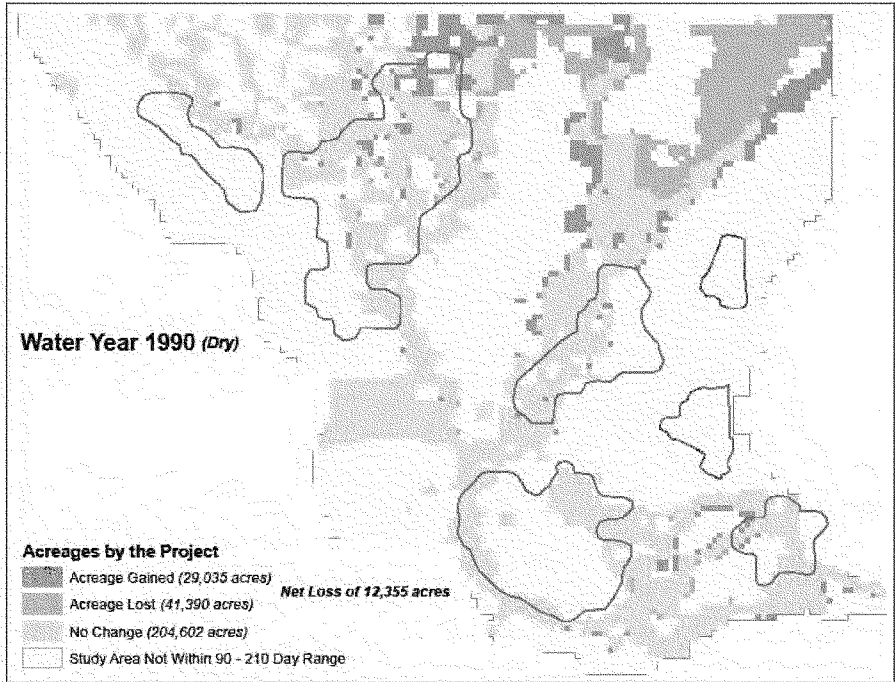 Water Year 1990 (Dry)
Acreages by the Project
Acreage Gained (29,035 acres)
Net Loss of 12,355 acres
Acreage Lost (41,390 acres)
No Change (204,602 acres)
Study Area Not Within 90 - 210 Day Range